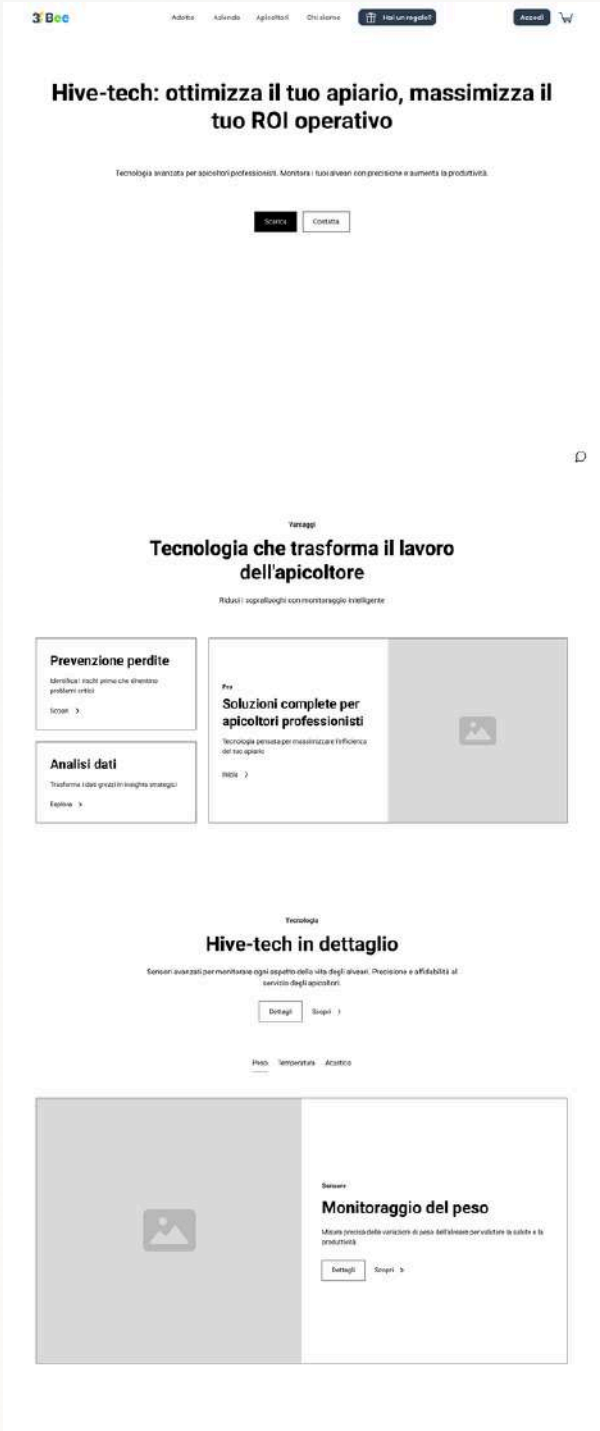 3Bee
Adotta Aziende Apicoltori Chi siamo Hai un regalo? Accedi
Hive-tech: ottimizza il tuo apiario, massimizza il
tuo ROI operativo
Tecnologia avanzata per apicoltori professionisti. Monitora i tuoi alveari con precisione e aumenta la produttività.
Scarica Contatta
Vantaggi
Tecnologia che trasforma il lavoro
dell'apicoltore
Riduci i sopralluoghi con monitoraggio intelligente
Prevenzione perdite
Identifica i rischi prima che diventino
problemi critici
Scopri
Analisi dati
Trasforma i dati grezzi in insights strategici
Esplora
Pro
Soluzioni complete per
apicoltori professionisti
Tecnologia pensata per massimizzare l'efficienza
del tuo apiario
Inizia
Tecnologia
Hive-tech in dettaglio
Sensori avanzati per monitorare ogni aspetto della vita degli alveari. Precisione e affidabilità al
servizio degli apicoltori.
Dettagli Scopri
Peso Temperatura Acustica
Sensore
Monitoraggio del peso
Misura precisa delle variazioni di peso dell'alveare per valutare la salute e la
produttività
Dettagli Scopri